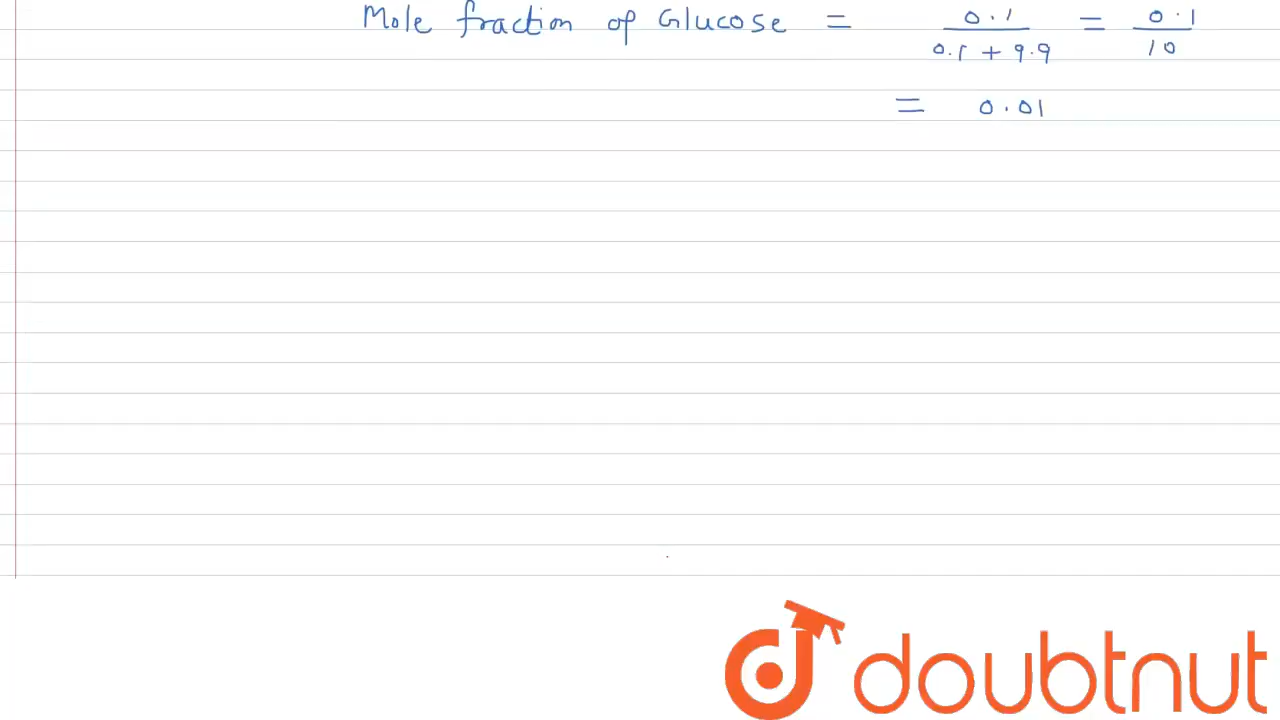 Mole fraction of Glucose = 0.1 / 0.1 + 9.9 = 0.1 / 10
= 0.01
doubtnut